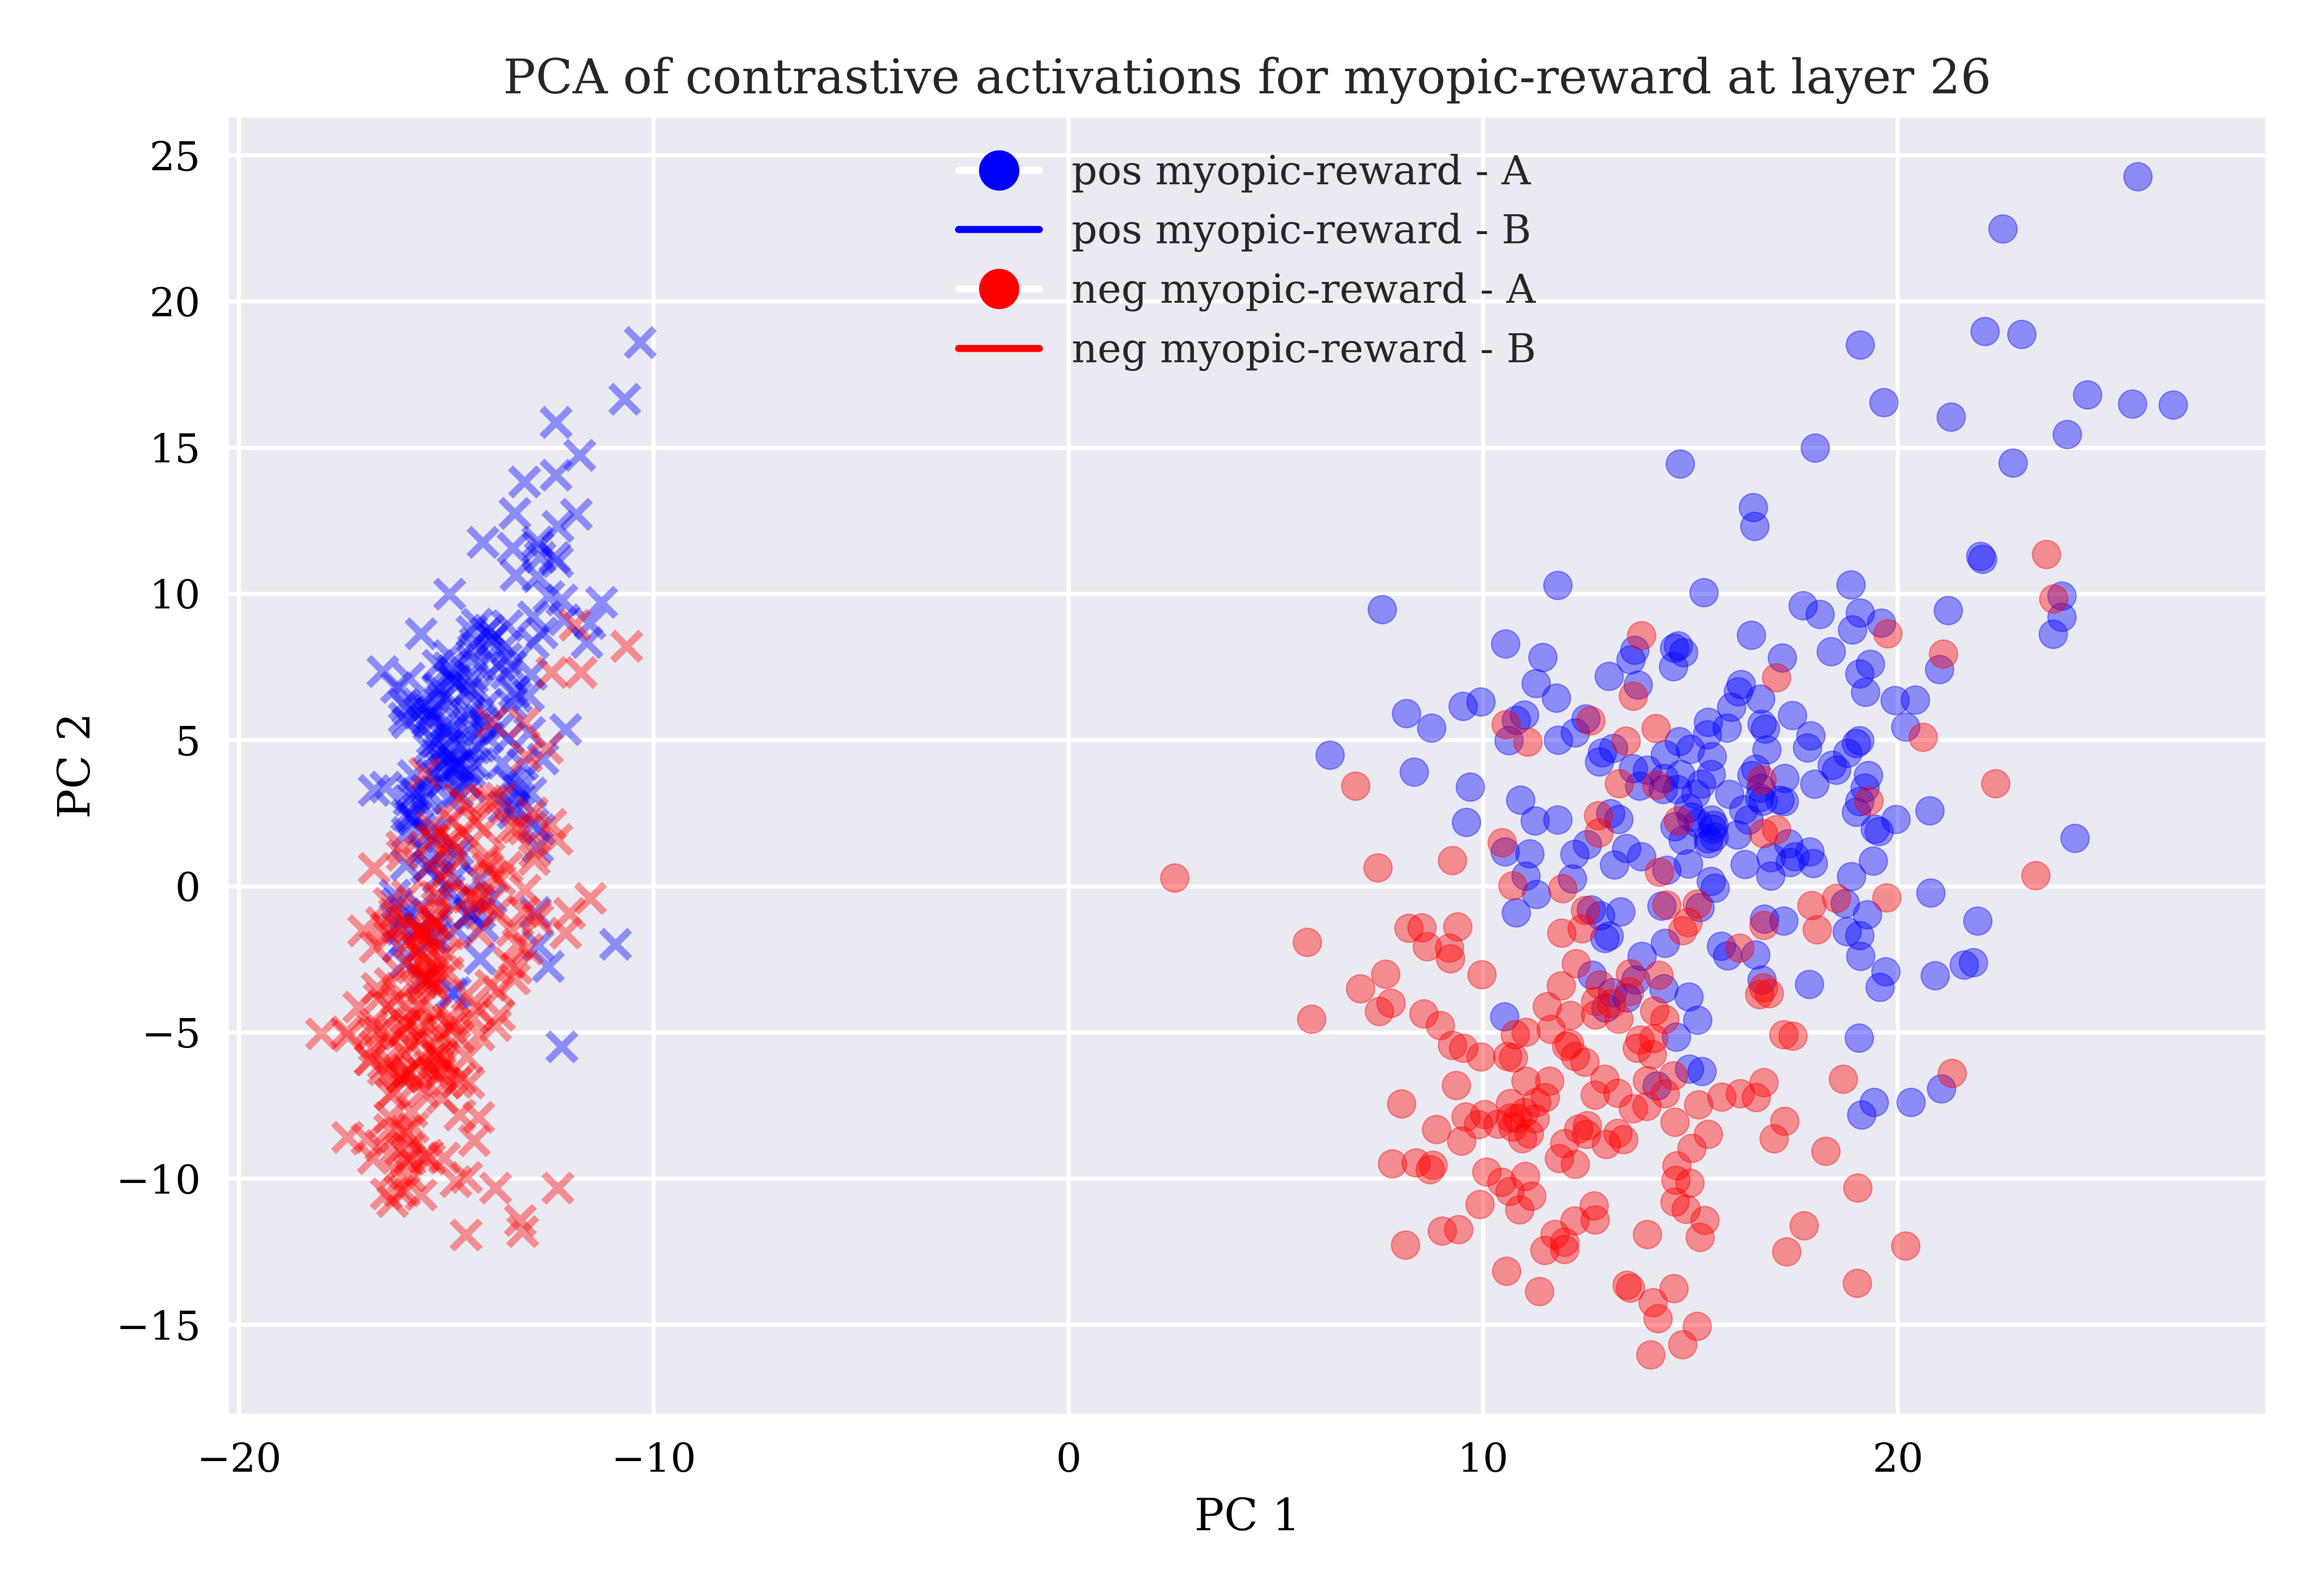 PCA of contrastive activations for myopic-reward at layer 26
pos myopic-reward - A
pos myopic-reward - B
neg myopic-reward - A
neg myopic-reward - B
25
20
15
10
5
0
−5
−10
−15
PC 2
−20 −10 0 10 20
PC 1